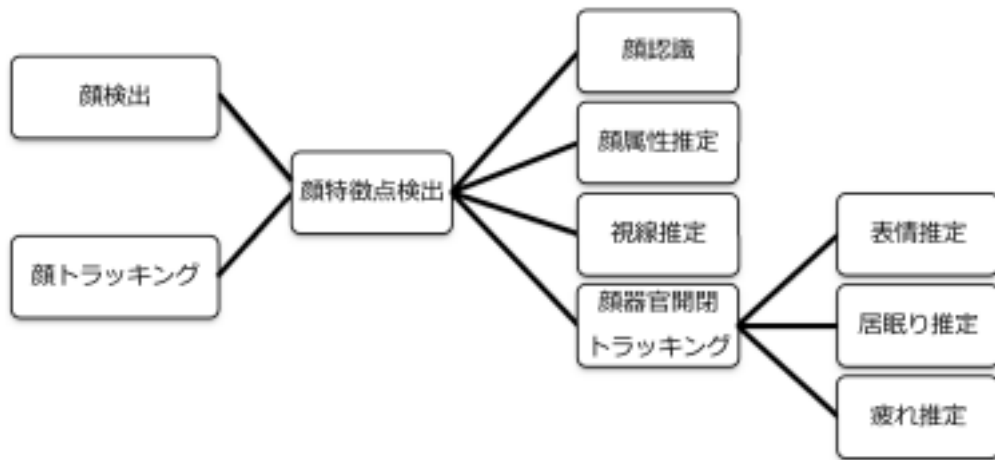 顔検出
顔トラッキング
顔特徴点検出
顔認識
顔属性推定
視線推定
顔器官開閉
トラッキング
表情推定
居眠り推定
疲れ推定